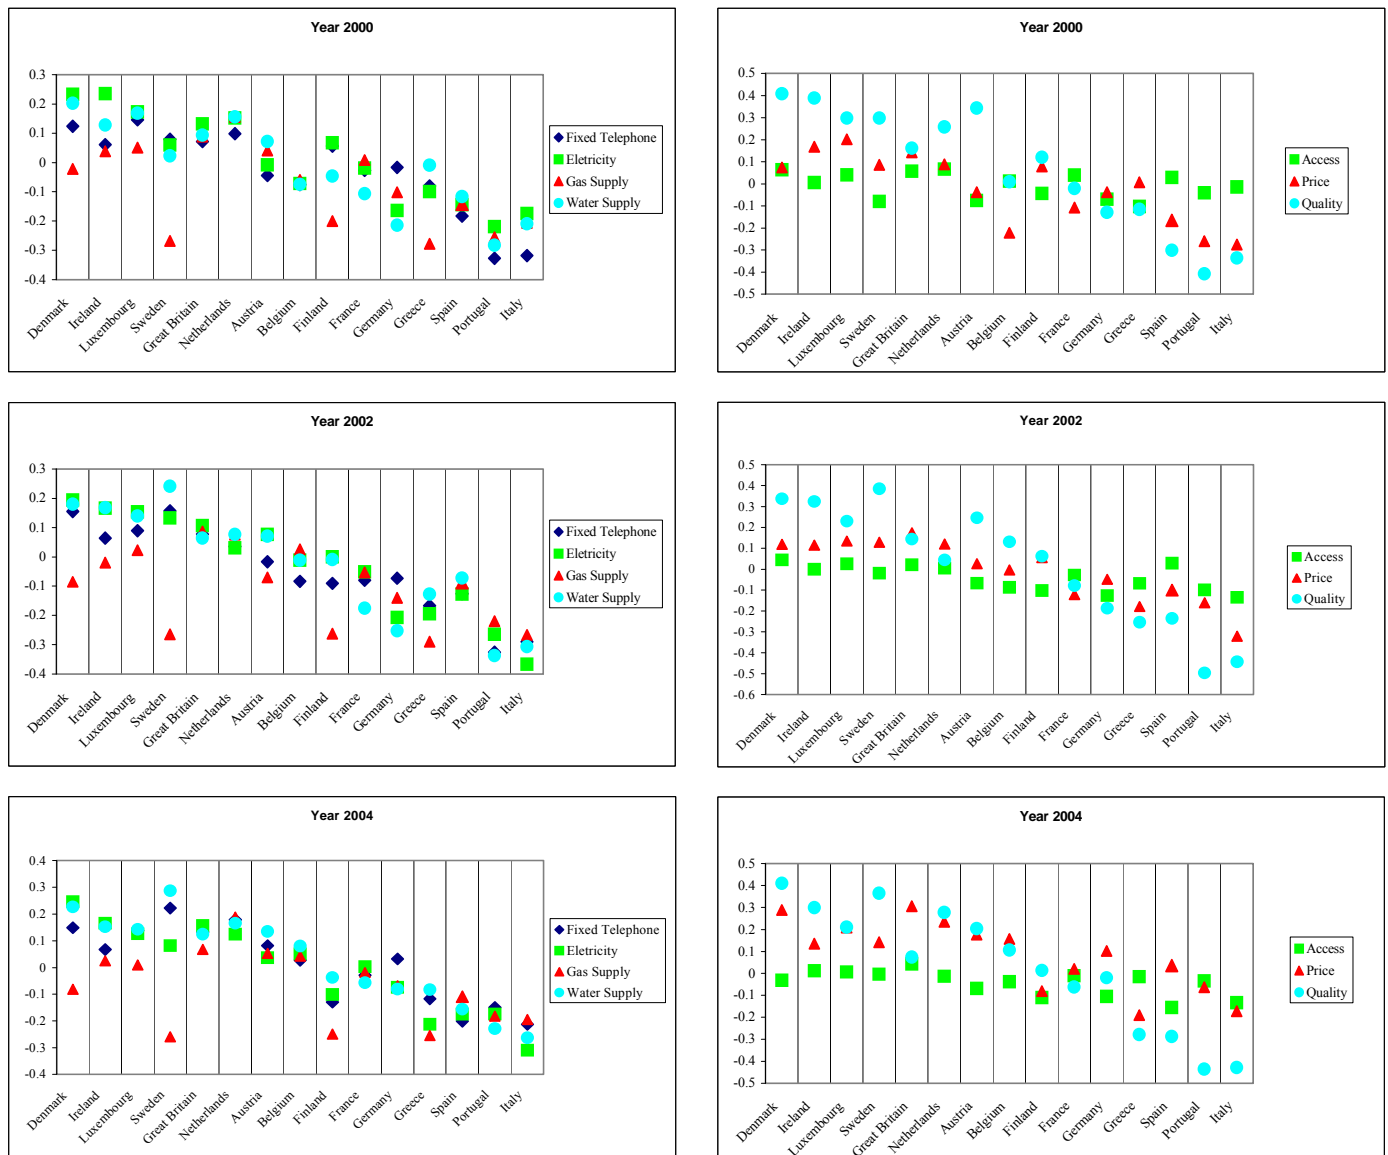 Year 2000
0.3
0.2
0.1
0
-0.1
-0.2
-0.3
-0.4
Denmark
Ireland
Luxembourg
Sweden
Great Britain
Netherlands
Austria
Belgium
Finland
France
Germany
Greece
Spain
Portugal
Italy
Fixed Telephone
Eletricity
Gas Supply
Water Supply
Year 2000
0.5
0.4
0.3
0.2
0.1
0
-0.1
-0.2
-0.3
-0.4
-0.5
Denmark
Ireland
Luxembourg
Sweden
Great Britain
Netherlands
Austria
Belgium
Finland
France
Germany
Greece
Spain
Portugal
Italy
Access
Price
Quality
Year 2002
0.3
0.2
0.1
0
-0.1
-0.2
-0.3
-0.4
Denmark
Ireland
Luxembourg
Sweden
Great Britain
Netherlands
Austria
Belgium
Finland
France
Germany
Greece
Spain
Portugal
Italy
Fixed Telephone
Eletricity
Gas Supply
Water Supply
Year 2002
0.5
0.4
0.3
0.2
0.1
0
-0.1
-0.2
-0.3
-0.4
-0.5
-0.6
Denmark
Ireland
Luxembourg
Sweden
Great Britain
Netherlands
Austria
Belgium
Finland
France
Germany
Greece
Spain
Portugal
Italy
Access
Price
Quality
Year 2004
0.4
0.3
0.2
0.1
0
-0.1
-0.2
-0.3
-0.4
Denmark
Ireland
Luxembourg
Sweden
Great Britain
Netherlands
Austria
Belgium
Finland
France
Germany
Greece
Spain
Portugal
Italy
Fixed Telephone
Eletricity
Gas Supply
Water Supply
Year 2004
0.5
0.4
0.3
0.2
0.1
0
-0.1
-0.2
-0.3
-0.4
-0.5
Denmark
Ireland
Luxembourg
Sweden
Great Britain
Netherlands
Austria
Belgium
Finland
France
Germany
Greece
Spain
Portugal
Italy
Access
Price
Quality